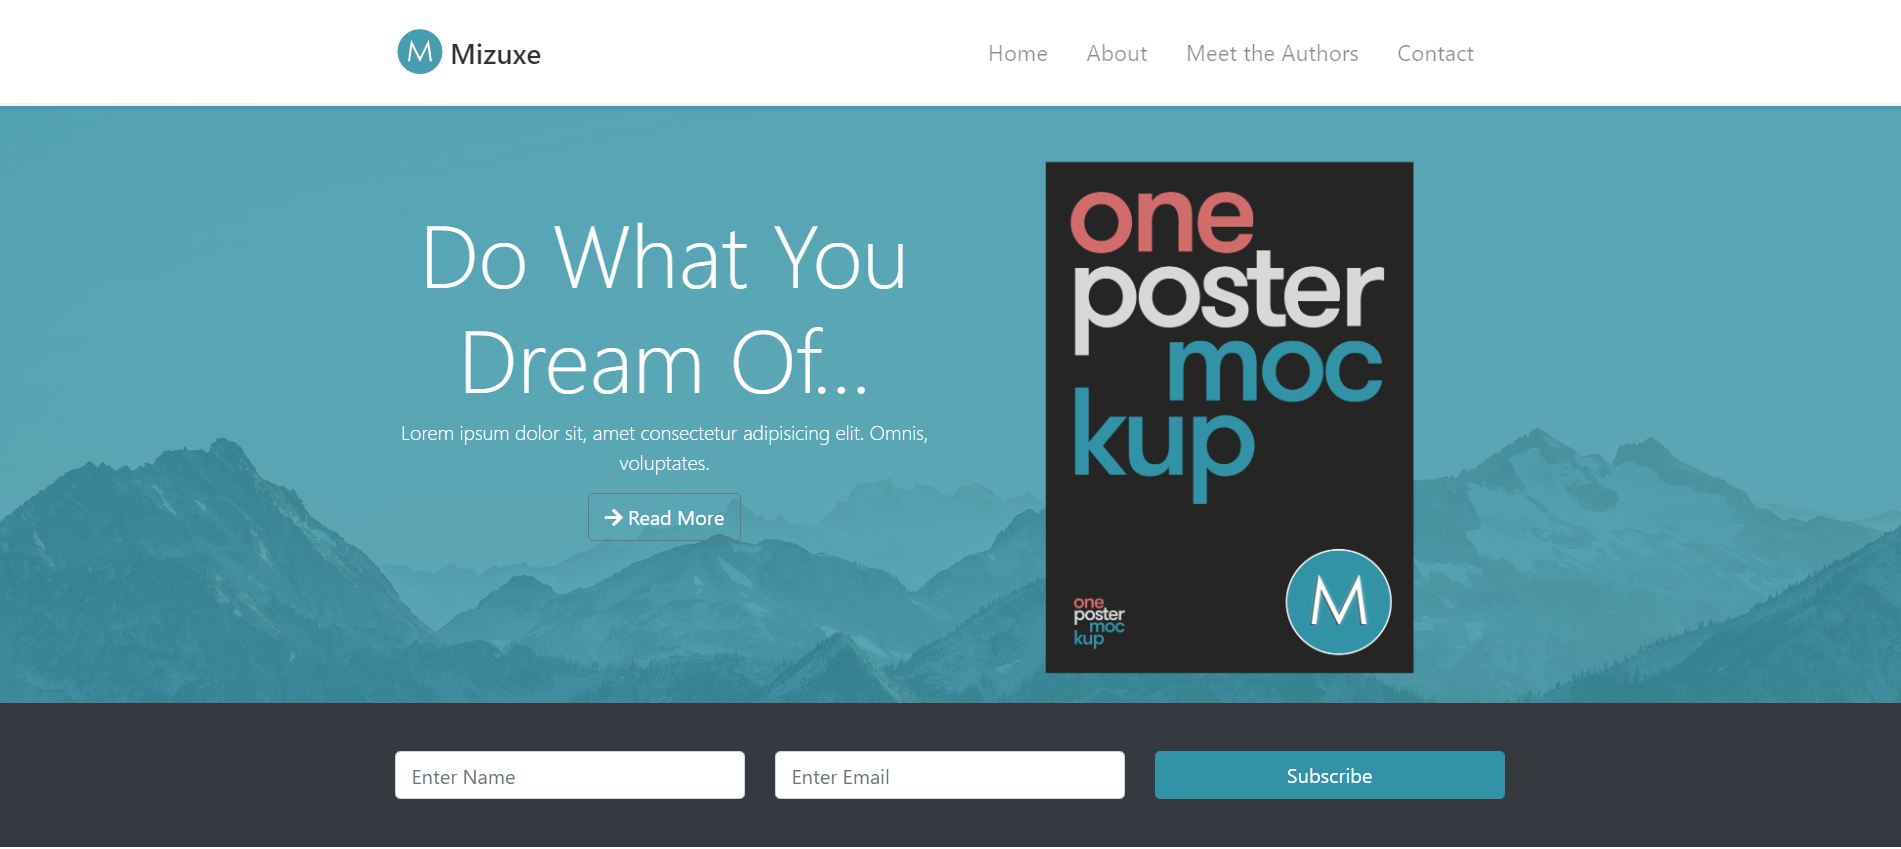 M Mizuxe
Home About Meet the Authors Contact
Do What You
Dream Of...
Lorem ipsum dolor sit, amet consectetur adipisicing elit. Omnis,
voluptates.
Read More
one
poster
moc
kup
one
poster
moc
kup
M
Enter Name
Enter Email
Subscribe